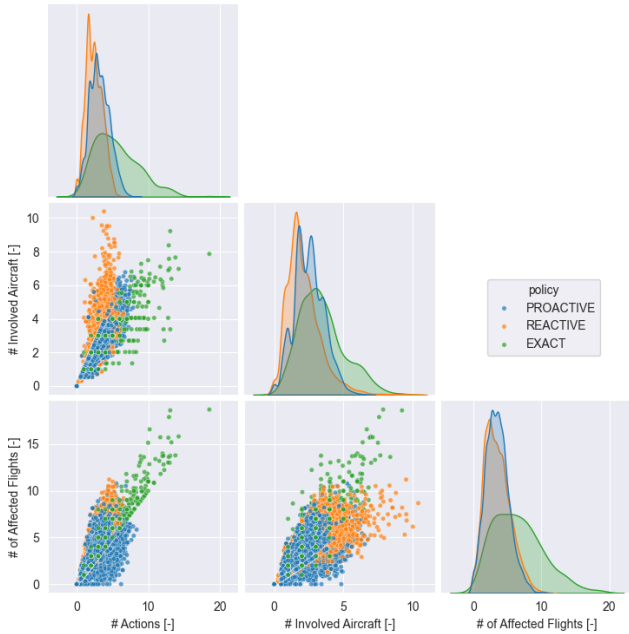 10
8
6
4
2
0
# Involved Aircraft [-]
policy
PROACTIVE
REACTIVE
EXACT
15
10
5
0
# of Affected Flights [-]
0 10 20
# Actions [-]
0 5 10
# Involved Aircraft [-]
0 10 20
# of Affected Flights [-]